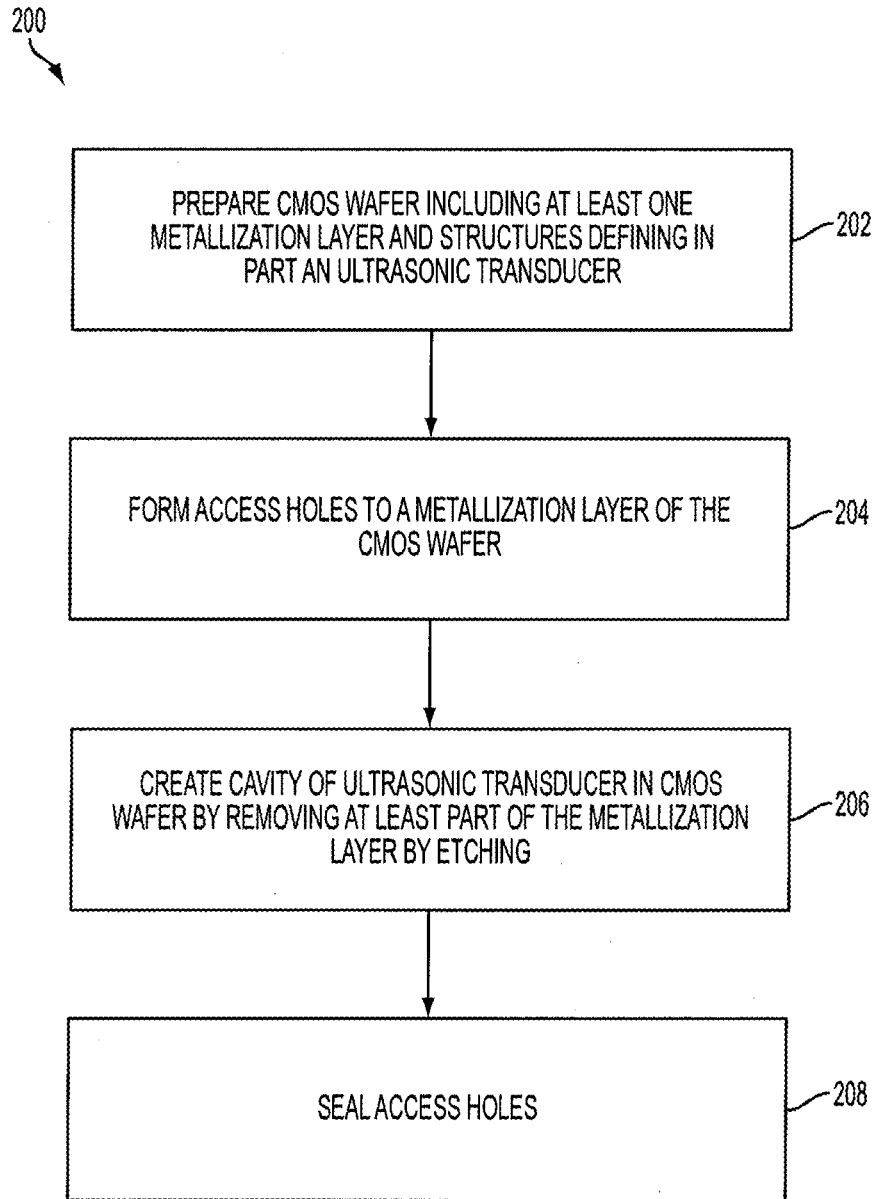 200
PREPARE CMOS WAFER INCLUDING AT LEAST ONE
METALLIZATION LAYER AND STRUCTURES DEFINING IN
PART AN ULTRASONIC TRANSDUCER
202
FORM ACCESS HOLES TO A METALLIZATION LAYER OF THE
CMOS WAFER
204
CREATE CAVITY OF ULTRASONIC TRANSDUCER IN CMOS
WAFER BY REMOVING AT LEAST PART OF THE METALLIZATION
LAYER BY ETCHING
206
SEAL ACCESS HOLES
208